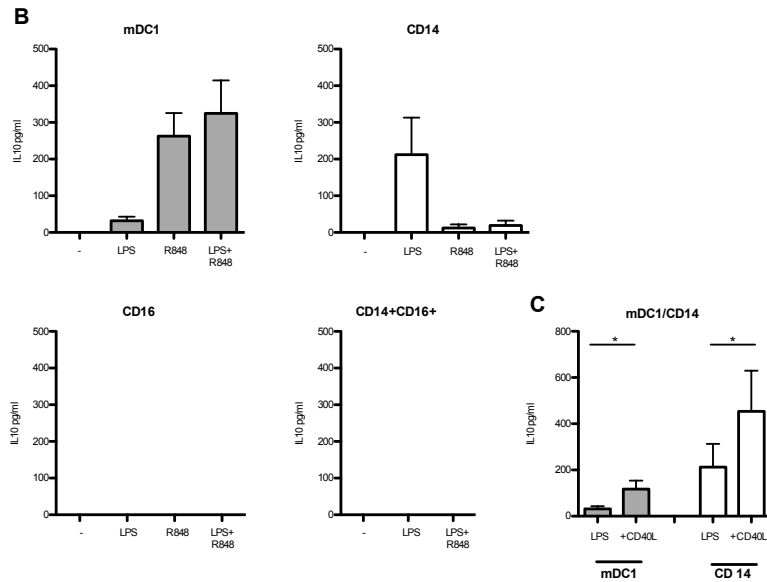 B
mDC1
500
400
300
200
100
0
IL10 pg/ml
- LPS R848 LPS+
R848
CD14
500
400
300
200
100
0
IL10 pg/ml
- LPS R848 LPS+
R848
CD16
500
400
300
200
100
0
IL10 pg/ml
- LPS R848 LPS+
R848
CD14+CD16+
500
400
300
200
100
0
IL10 pg/ml
- LPS LPS+
R848
C
mDC1/CD14
800
600
400
200
0
IL10 pg/ml
* *
LPS +CD40L LPS +CD40L
mDC1 CD 14